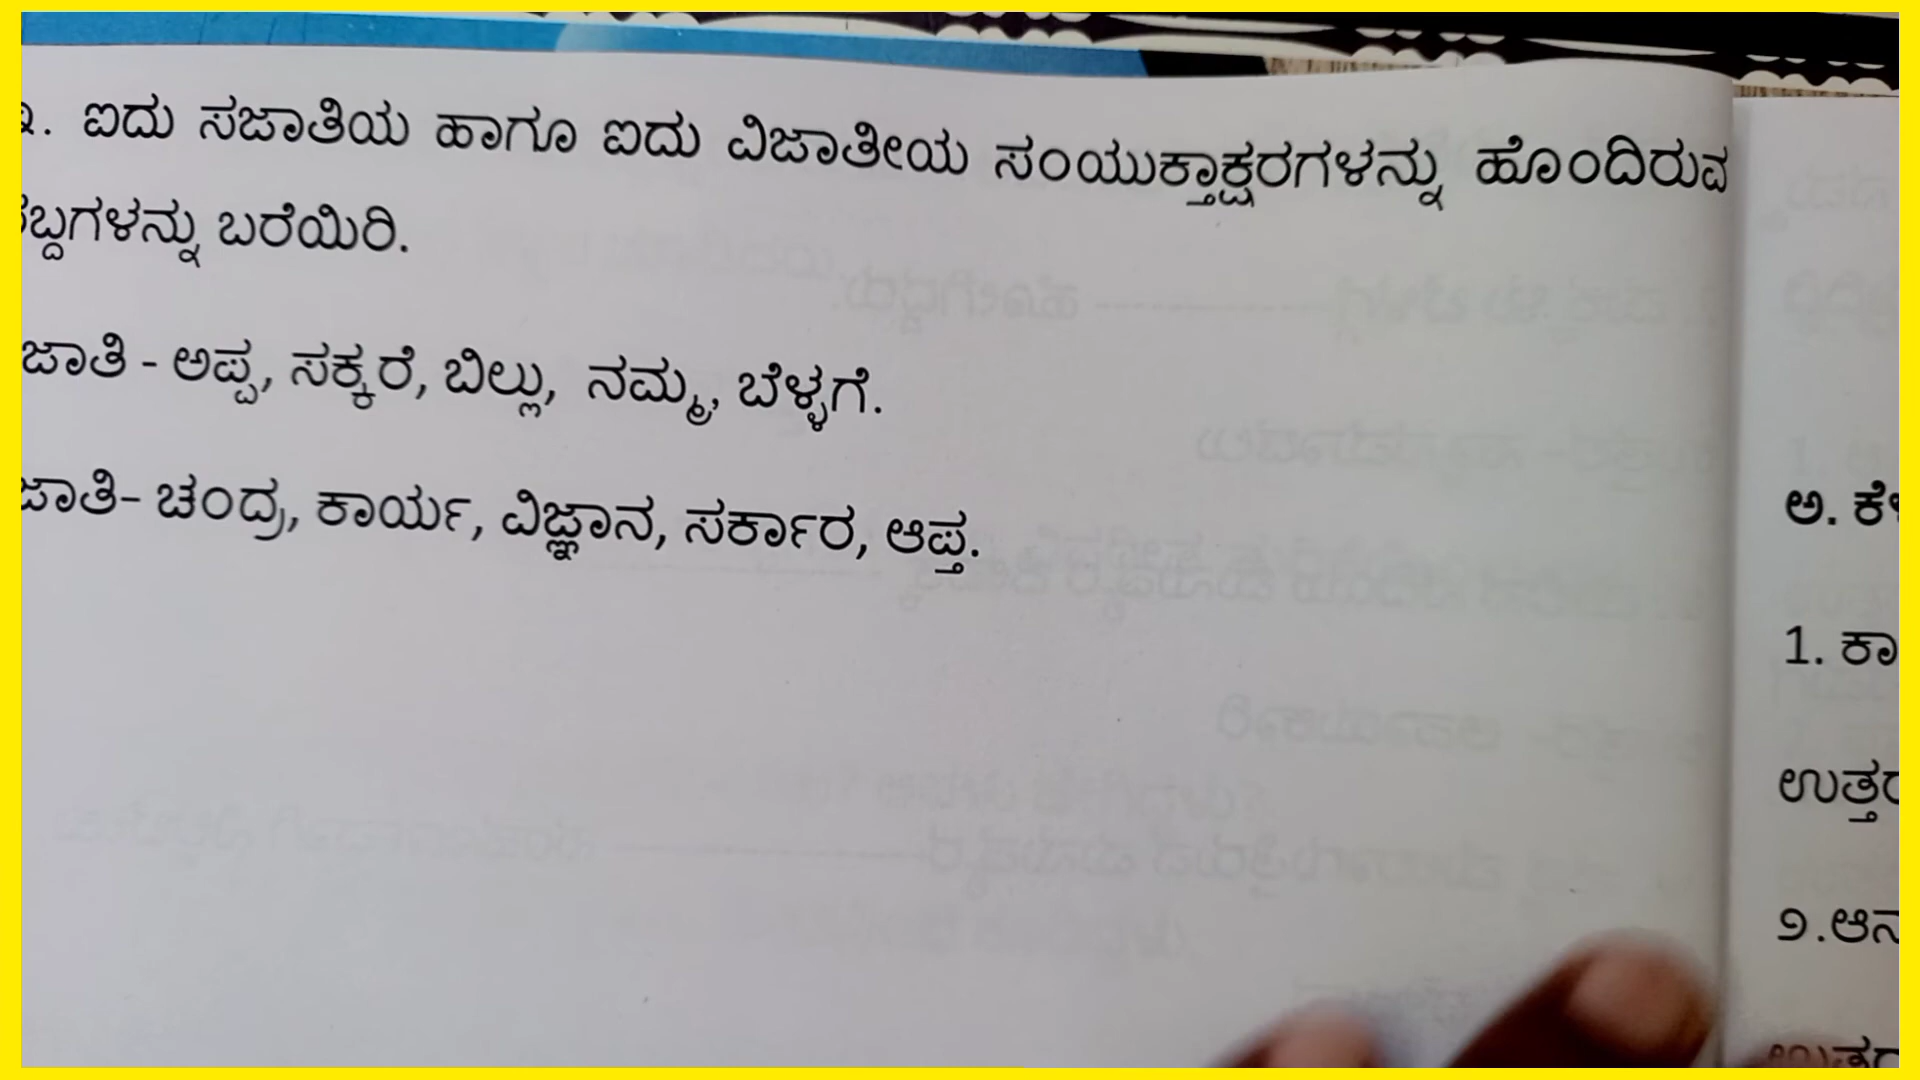 . ಐದು ಸಜಾತಿಯ ಹಾಗೂ ಐದು ವಿಜಾತೀಯ ಸಂಯುಕ್ತಾಕ್ಷರಗಳನ್ನು ಹೊಂದಿರುವ
ಬ್ದಗಳನ್ನು ಬರೆಯಿರಿ.
ಜಾತಿ - ಅಪ್ಪ, ಸಕ್ಕರೆ, ಬಿಲ್ಲು, ನಮ್ಮ, ಬೆಳ್ಳಗೆ.
ಜಾತಿ- ಚಂದ್ರ, ಕಾರ್ಯ, ವಿಜ್ಞಾನ, ಸರ್ಕಾರ, ಆಪ್ತ.
ಅ. ಕೆ
1. ಕಾ
ಉತ್ತರ
೨.ಆನ